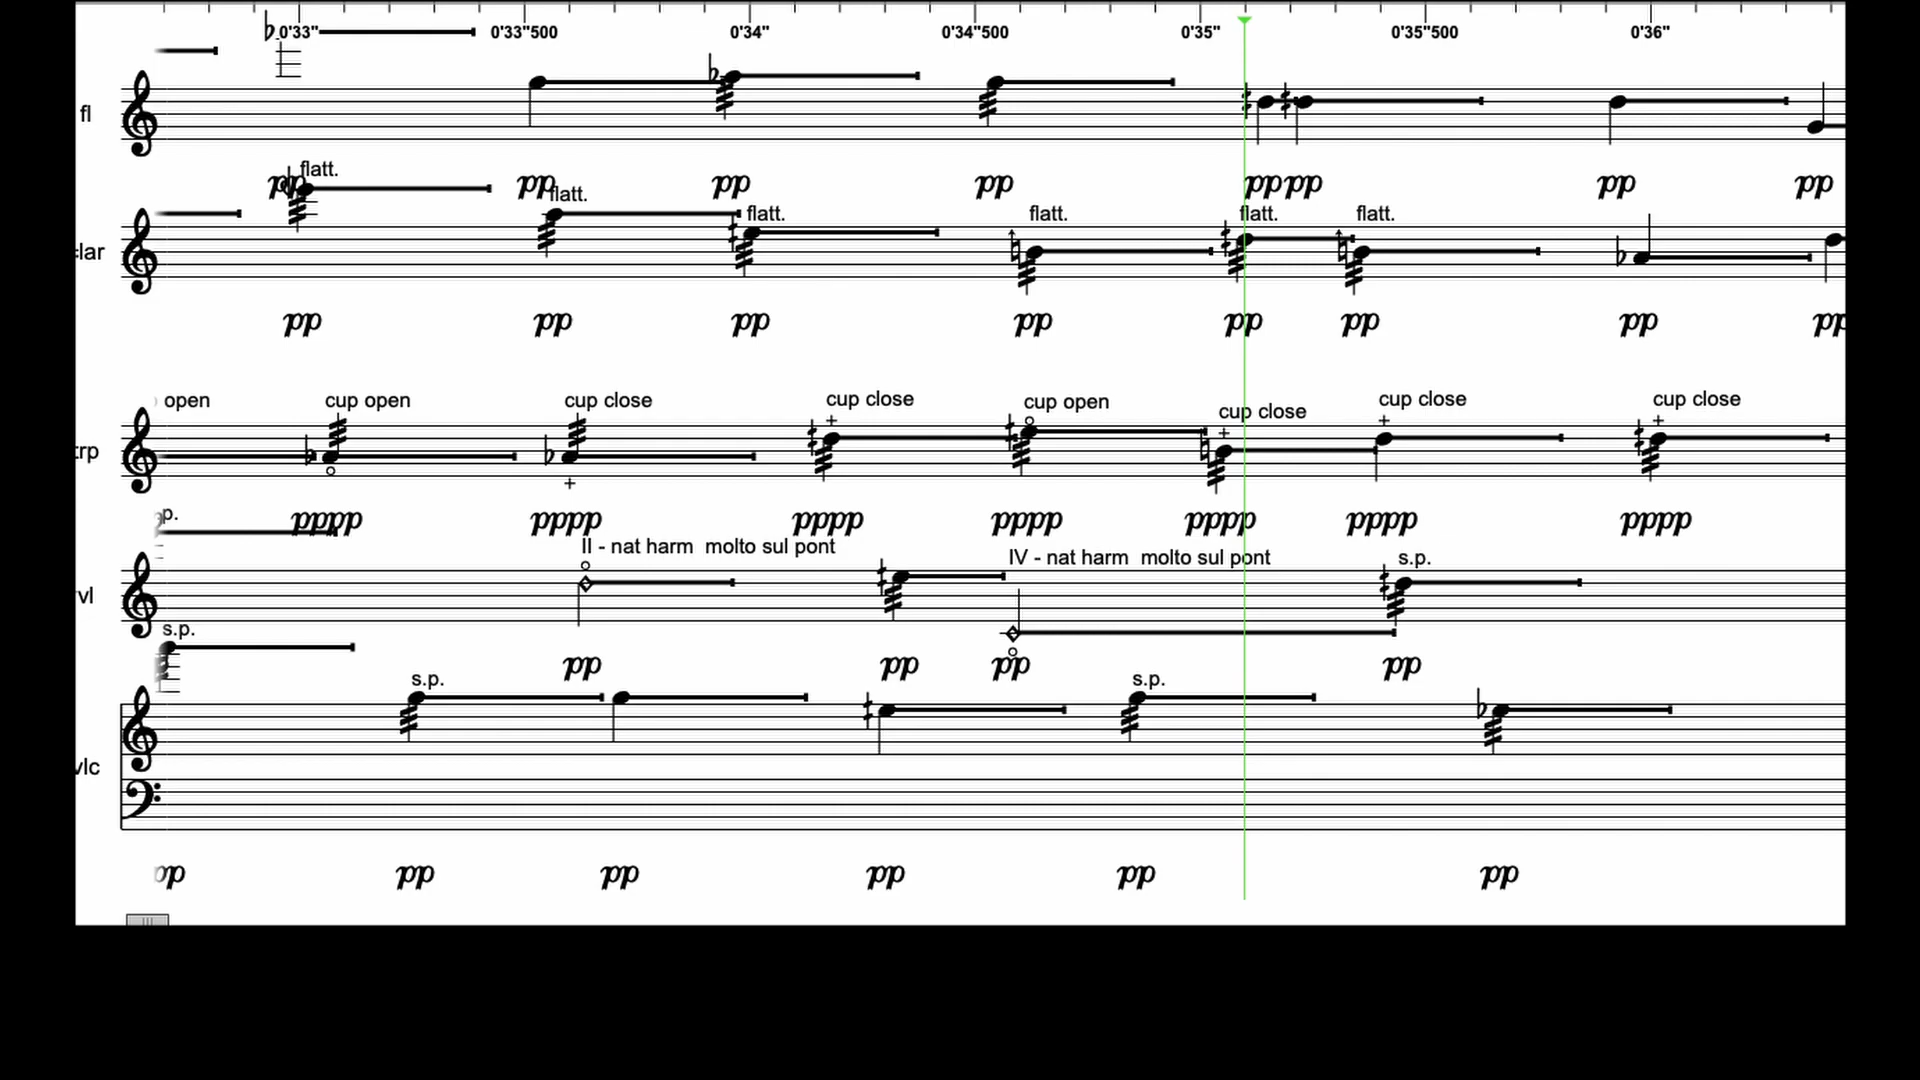 0'33" 0'33"500 0'34" 0'34"500 0'35" 0'35"500 0'36"
fl
pp pp pp pp pp pp pp pp
flatt. flatt. flatt. flatt. flatt. flatt.
pp pp pp pp pp pp pp pp
open cup open cup close cup close cup open cup close cup close cup close
trp
pppp pppp pppp pppp pppp pppp pppp
p. II - nat harm molto sul pont IV - nat harm molto sul pont s.p.
vl
pp pp pp pp
s.p. s.p. s.p.
vlc
pp pp pp pp pp pp